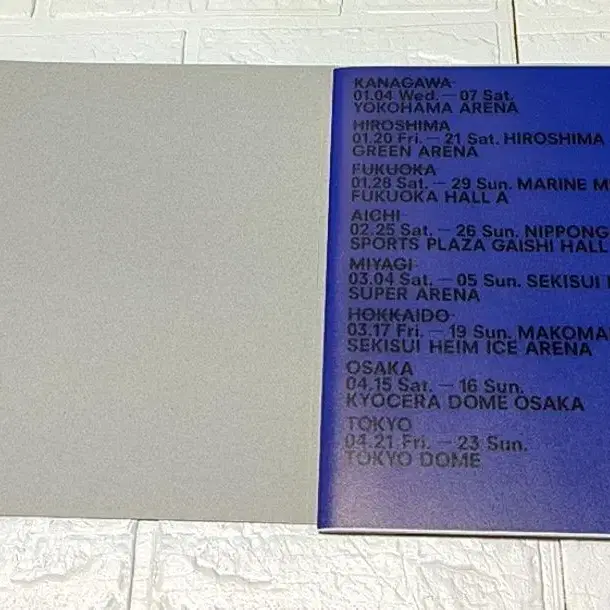 KANAGAWA
01.04 Wed. — 07 Sat.
YOKOHAMA ARENA
HIROSHIMA
01.20 Fri. — 21 Sat. HIROSHIMA
GREEN ARENA
FUKUOKA
01.28 Sat. — 29 Sun. MARINE M
FUKUOKA HALL A
AICHI
02.25 Sat. — 26 Sun. NIPPONG
SPORTS PLAZA GAISHI HALL
MIYAGI
03.04 Sat. — 05 Sun. SEKISUI
SUPER ARENA
HOKKAIDO
03.17 Fri. — 19 Sun. MAKOMA
SEKISUI HEIM ICE ARENA
OSAKA
04.15 Sat. — 16 Sun.
KYOCERA DOME OSAKA
TOKYO
04.21 Fri. — 23 Sun.
TOKYO DOME